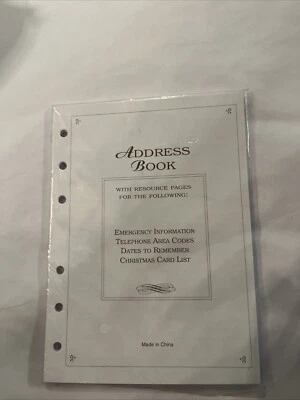 ADDRESS
BOOK
WITH RESOURCE PAGES
FOR THE FOLLOWING:
EMERGENCY INFORMATION
TELEPHONE AREA CODES
DATES TO REMEMBER
CHRISTMAS CARD LIST
Made in China